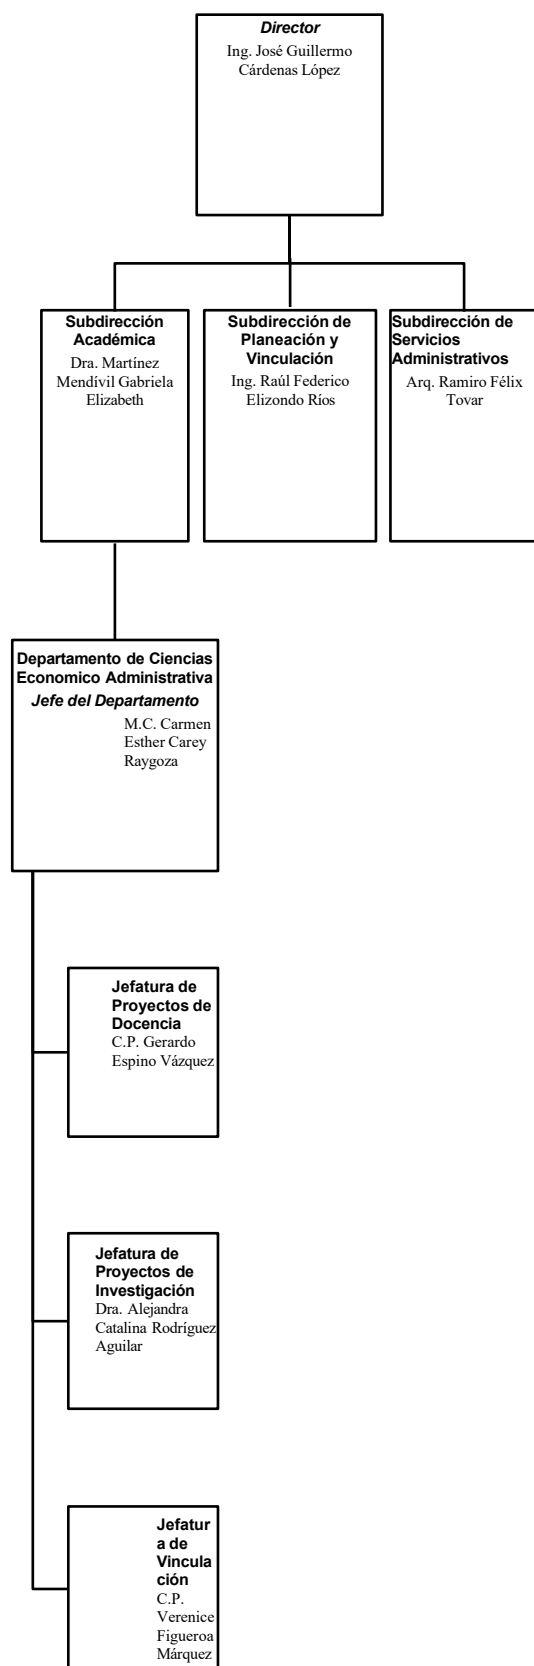 Director
Ing. José Guillermo
Cárdenas López
Subdirección
Académica
Dra. Martínez
Mendívil Gabriela
Elizabeth
Subdirección de
Planeación y
Vinculación
Ing. Raúl Federico
Elizondo Ríos
Subdirección de
Servicios
Administrativos
Arq. Ramiro Félix
Tovar
Departamento de Ciencias
Economico Administrativa
Jefe del Departamento
M.C. Carmen
Esther Carey
Raygoza
Jefatura de
Proyectos de
Docencia
C.P. Gerardo
Espino Vázquez
Jefatura de
Proyectos de
Investigación
Dra. Alejandra
Catalina Rodríguez
Aguilar
Jefatur
a de
Vincula
ción
C.P.
Verenice
Figueroa
Márquez